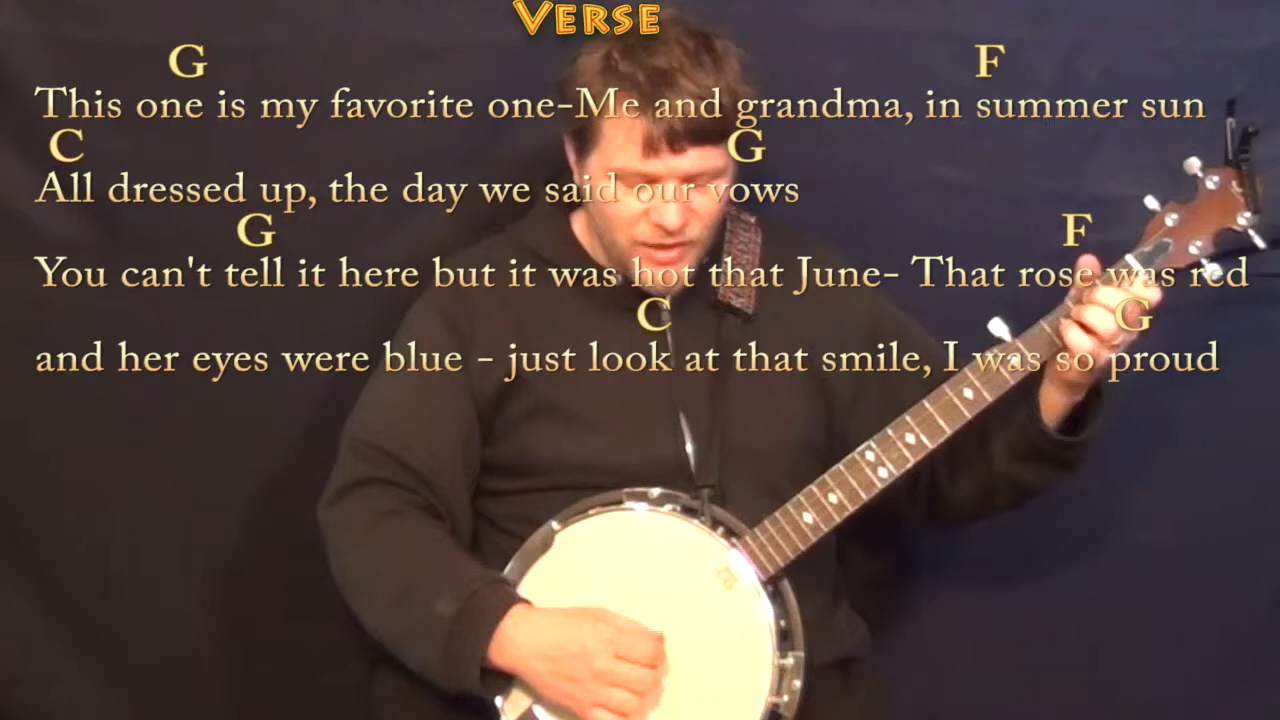 VERSE
G F
This one is my favorite one-Me and grandma, in summer sun
C G
All dressed up, the day we said our vows
G F
You can't tell it here but it was hot that June- That rose was red
C G
and her eyes were blue - just look at that smile, I was so proud